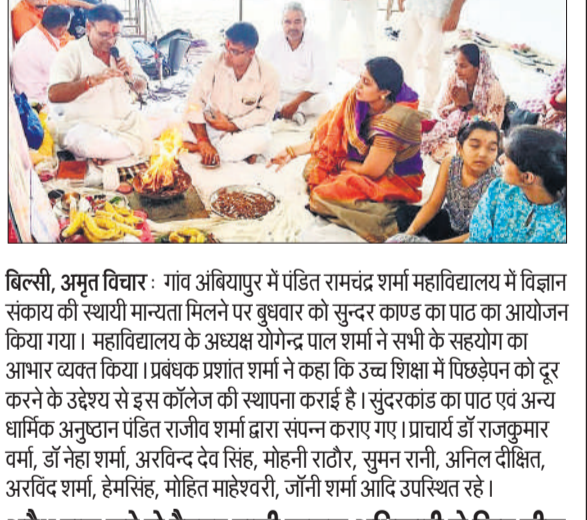 बिल्सी, अमृत विचार : गांव अंबियापुर में पंडित रामचंद्र शर्मा महाविद्यालय में विज्ञान
संकाय की स्थायी मान्यता मिलने पर बुधवार को सुन्दर काण्ड का पाठ का आयोजन
किया गया। महाविद्यालय के अध्यक्ष योगेन्द्र पाल शर्मा ने सभी के सहयोग का
आभार व्यक्त किया। प्रबंधक प्रशांत शर्मा ने कहा कि उच्च शिक्षा में पिछड़ेपन को दूर
करने के उद्देश्य से इस कॉलेज की स्थापना कराई है। सुंदरकांड का पाठ एवं अन्य
धार्मिक अनुष्ठान पंडित राजीव शर्मा द्वारा संपन्न कराए गए। प्राचार्य डॉ राजकुमार
वर्मा, डॉ नेहा शर्मा, अरविन्द देव सिंह, मोहनी राठौर, सुमन रानी, अनिल दीक्षित,
अरविंद शर्मा, हेमसिंह, मोहित माहेश्वरी, जॉनी शर्मा आदि उपस्थित रहे।